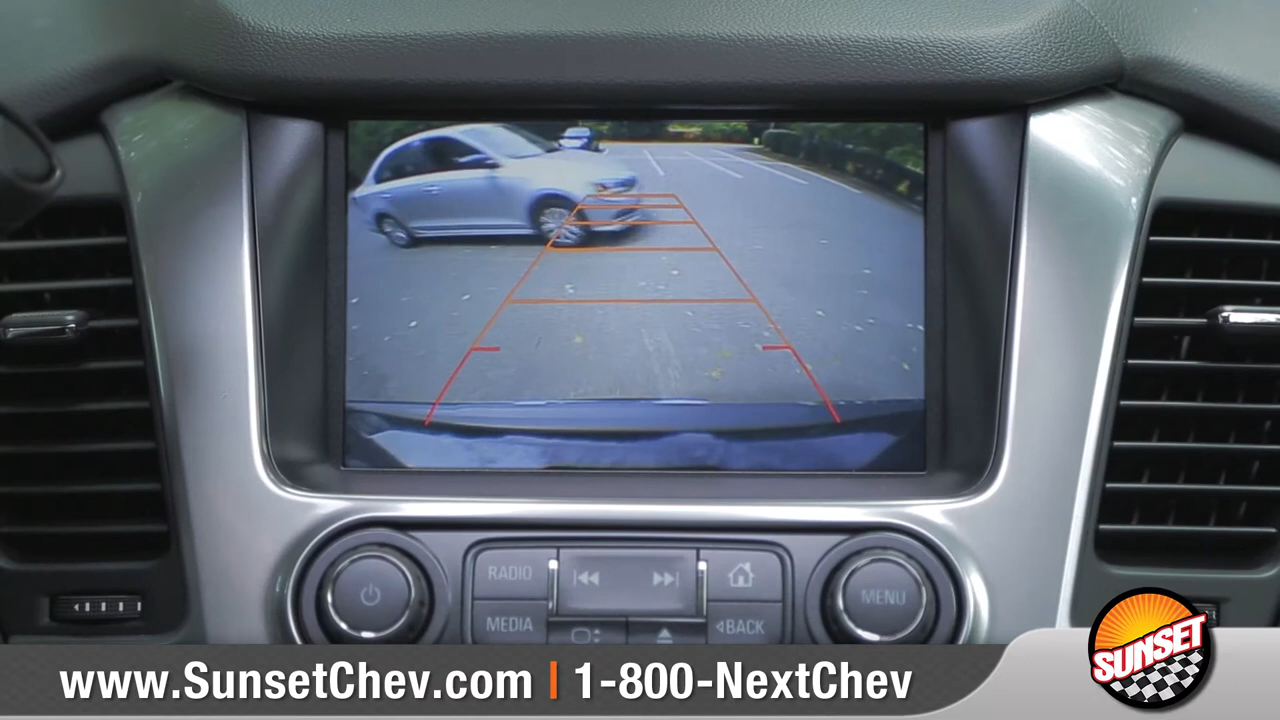 RADIO
MEDIA
BACK
MENU
SUNSET
www.SunsetChev.com | 1-800-NextChev